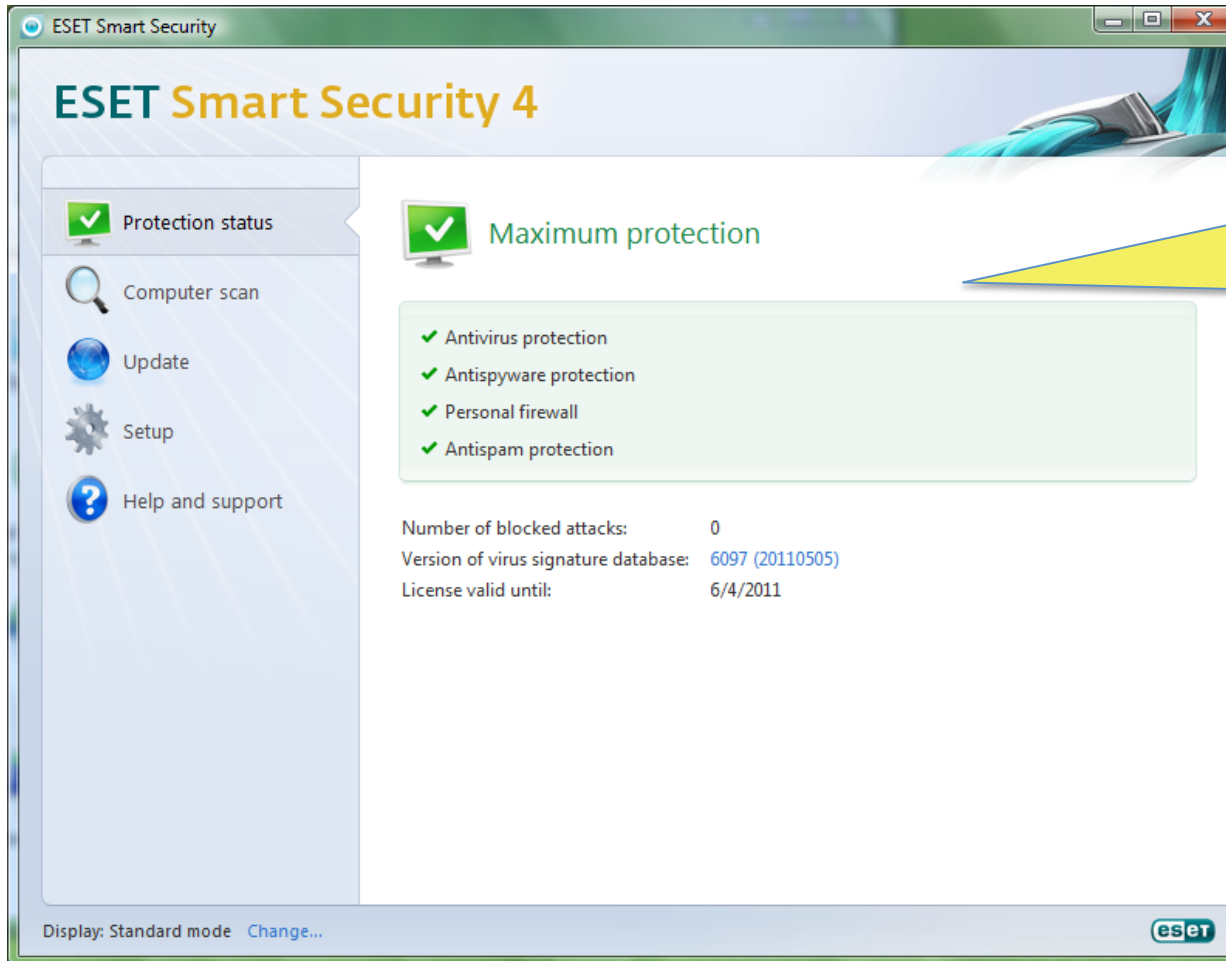 ESET Smart Security
ESET Smart Security 4
Protection status
Computer scan
Update
Setup
Help and support
Maximum protection
Antivirus protection
Antispyware protection
Personal firewall
Antispam protection
Number of blocked attacks: 0
Version of virus signature database: 6097 (20110505)
License valid until: 6/4/2011
Display: Standard mode Change...
eset